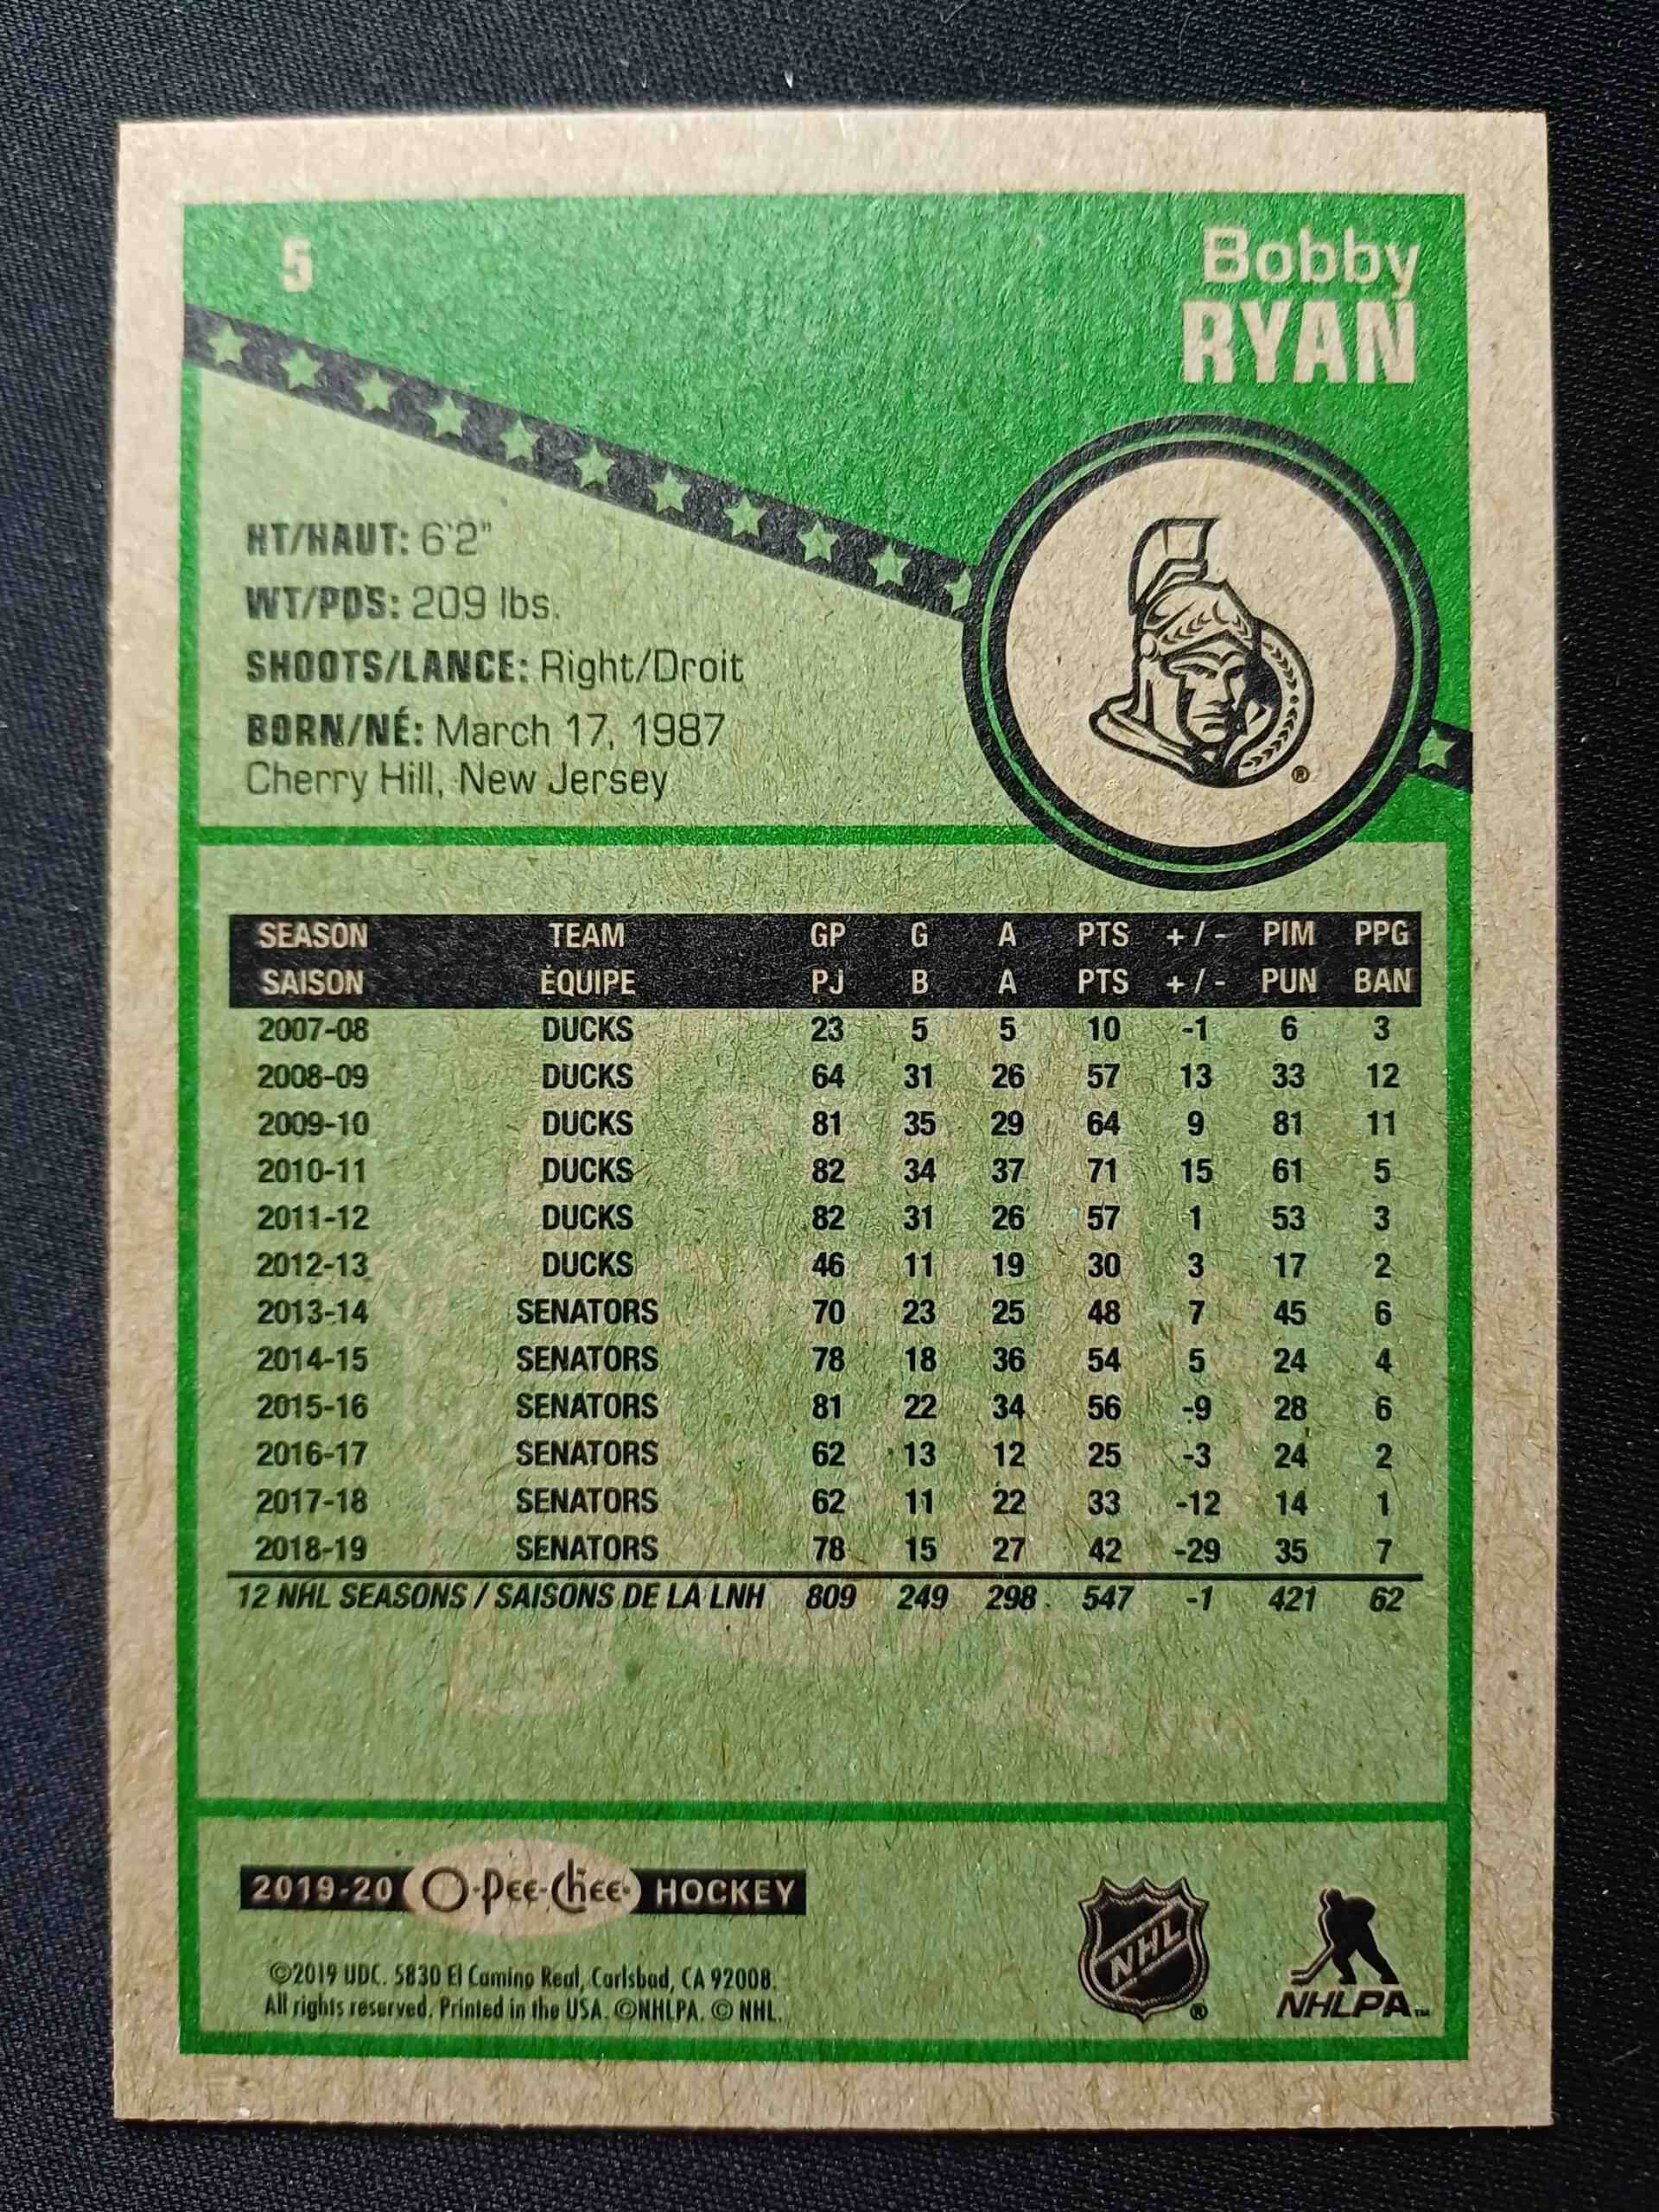 5
Bobby
RYAN
HT/HAUT: 6'2"
WT/PDS: 209 lbs.
SHOOTS/LANCE: Right/Droit
BORN/NÉ: March 17, 1987
Cherry Hill, New Jersey
®
SEASON TEAM GP G A PTS +/- PIM PPG
SAISON ÉQUIPE PJ B A PTS +/- PUN BAN
2007-08 DUCKS 23 5 5 10 -1 6 3
2008-09 DUCKS 64 31 26 57 13 33 12
2009-10 DUCKS 81 35 29 64 9 81 11
2010-11 DUCKS 82 34 37 71 15 61 5
2011-12 DUCKS 82 31 26 57 1 53 3
2012-13 DUCKS 46 11 19 30 3 17 2
2013-14 SENATORS 70 23 25 48 7 45 6
2014-15 SENATORS 78 18 36 54 5 24 4
2015-16 SENATORS 81 22 34 56 -9 28 6
2016-17 SENATORS 62 13 12 25 -3 24 2
2017-18 SENATORS 62 11 22 33 -12 14 1
2018-19 SENATORS 78 15 27 42 -29 35 7
12 NHL SEASONS / SAISONS DE LA LNH 809 249 298 547 -1 421 62
2019-20 O-Pee-Chee HOCKEY
©2019 UDC. 5830 El Camino Real, Carlsbad, CA 92008.
All rights reserved. Printed in the USA. ©NHLPA. © NHL.
NHL ®
NHLPA™